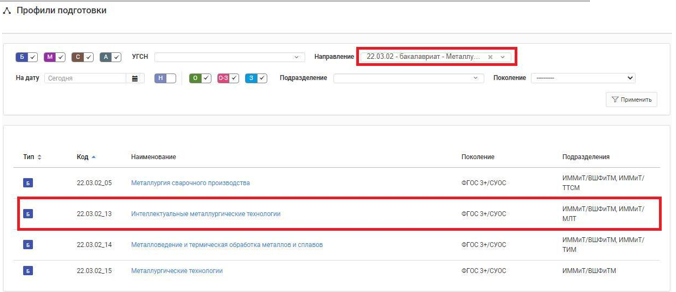 Профили подготовки
Б М С А УГСН Направление 22.03.02 - бакалавриат - Металлу...
На дату Сегодня Н О О-З З Подразделение Поколение ---------
Применить
Тип Код Наименование Поколение Подразделения
Б 22.03.02_05 Металлургия сварочного производства ФГОС 3+/СУОС ИММиТ/ВШФиТМ, ИММиТ/
ТТСМ
Б 22.03.02_13 Интеллектуальные металлургические технологии ФГОС 3+/СУОС ИММиТ/ВШФиТМ, ИММиТ/
МЛТ
Б 22.03.02_14 Металловедение и термическая обработка металлов и сплавов ФГОС 3+/СУОС ИММиТ/ВШФиТМ, ИММиТ/
ТИМ
Б 22.03.02_15 Металлургические технологии ФГОС 3+/СУОС ИММиТ/ВШФиТМ